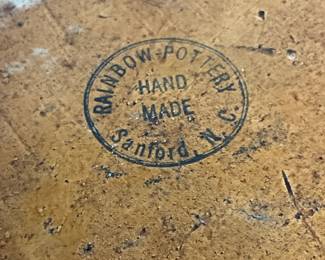 RAINBOW-POTTERY
HAND
MADE
Sanford, N.C.